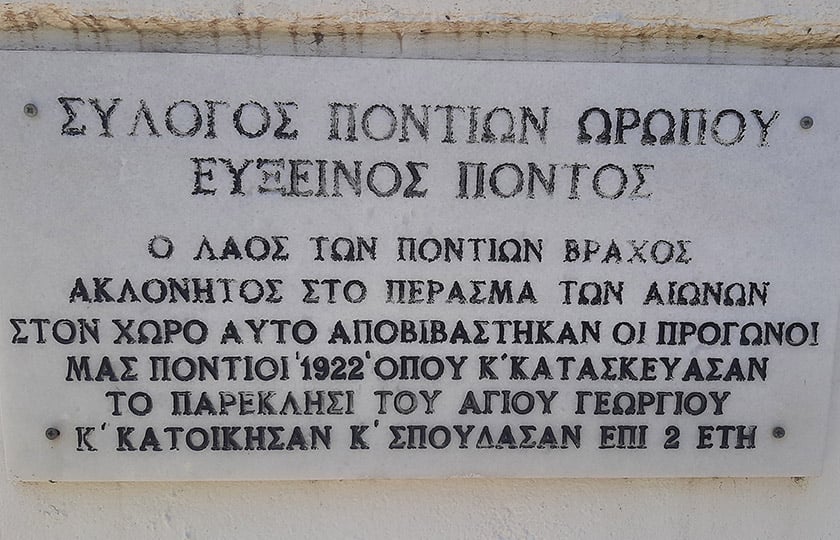 ΣΥΛΟΓΟΣ ΠΟΝΤΙΩΝ ΩΡΩΠΟΥ
ΕΥΞΕΙΝΟΣ ΠΟΝΤΟΣ
Ο ΛΑΟΣ ΤΩΝ ΠΟΝΤΙΩΝ ΒΡΑΧΟΣ
ΑΚΛΟΝΗΤΟΣ ΣΤΟ ΠΕΡΑΣΜΑ ΤΩΝ ΑΙΩΝΩΝ
ΣΤΟΝ ΧΩΡΟ ΑΥΤΟ ΑΠΟΒΙΒΑΣΤΗΚΑΝ ΟΙ ΠΡΟΓΩΝΟΙ
ΜΑΣ ΠΟΝΤΙΟΙ '1922' ΟΠΟΥ Κ' ΚΑΤΑΣΚΕΥΑΣΑΝ
ΤΟ ΠΑΡΕΚΛΗΣΙ ΤΟΥ ΑΓΙΟΥ ΓΕΩΡΓΙΟΥ
Κ' ΚΑΤΟΙΚΗΣΑΝ Κ' ΣΠΟΥΔΑΣΑΝ ΕΠΙ 2 ΕΤΗ